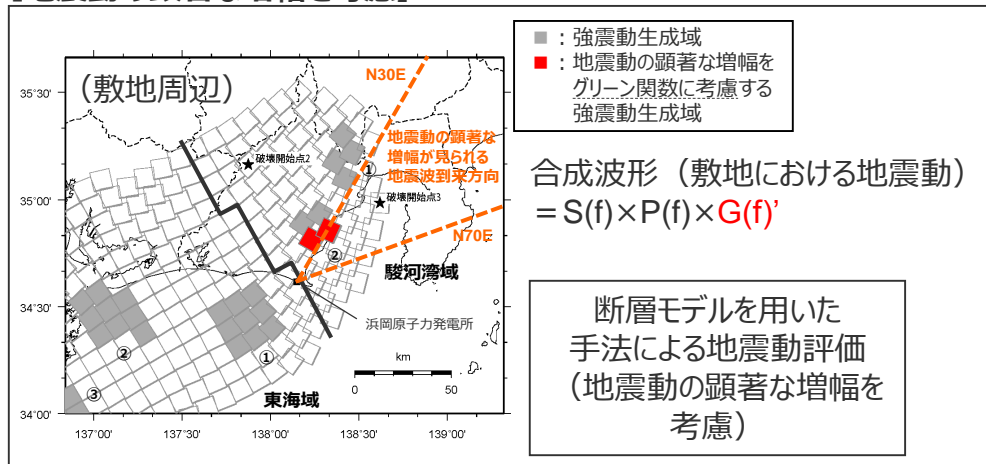 (敷地周辺)
N30E
地震動の顕著な
増幅が見られる
地震波到来方向
①
破壊開始点2
破壊開始点3
N70E
②
駿河湾域
浜岡原子力発電所
②
①
③
東海域
km
0 50
35°30'
35°00'
34°30'
34°00'
137°00' 137°30' 138°00' 138°30' 139°00'
:強震動生成域
:地震動の顕著な増幅を
グリーン関数に考慮する
強震動生成域
合成波形(敷地における地震動)
=S(f)×P(f)×G(f)’
断層モデルを用いた
手法による地震動評価
(地震動の顕著な増幅を
考慮)